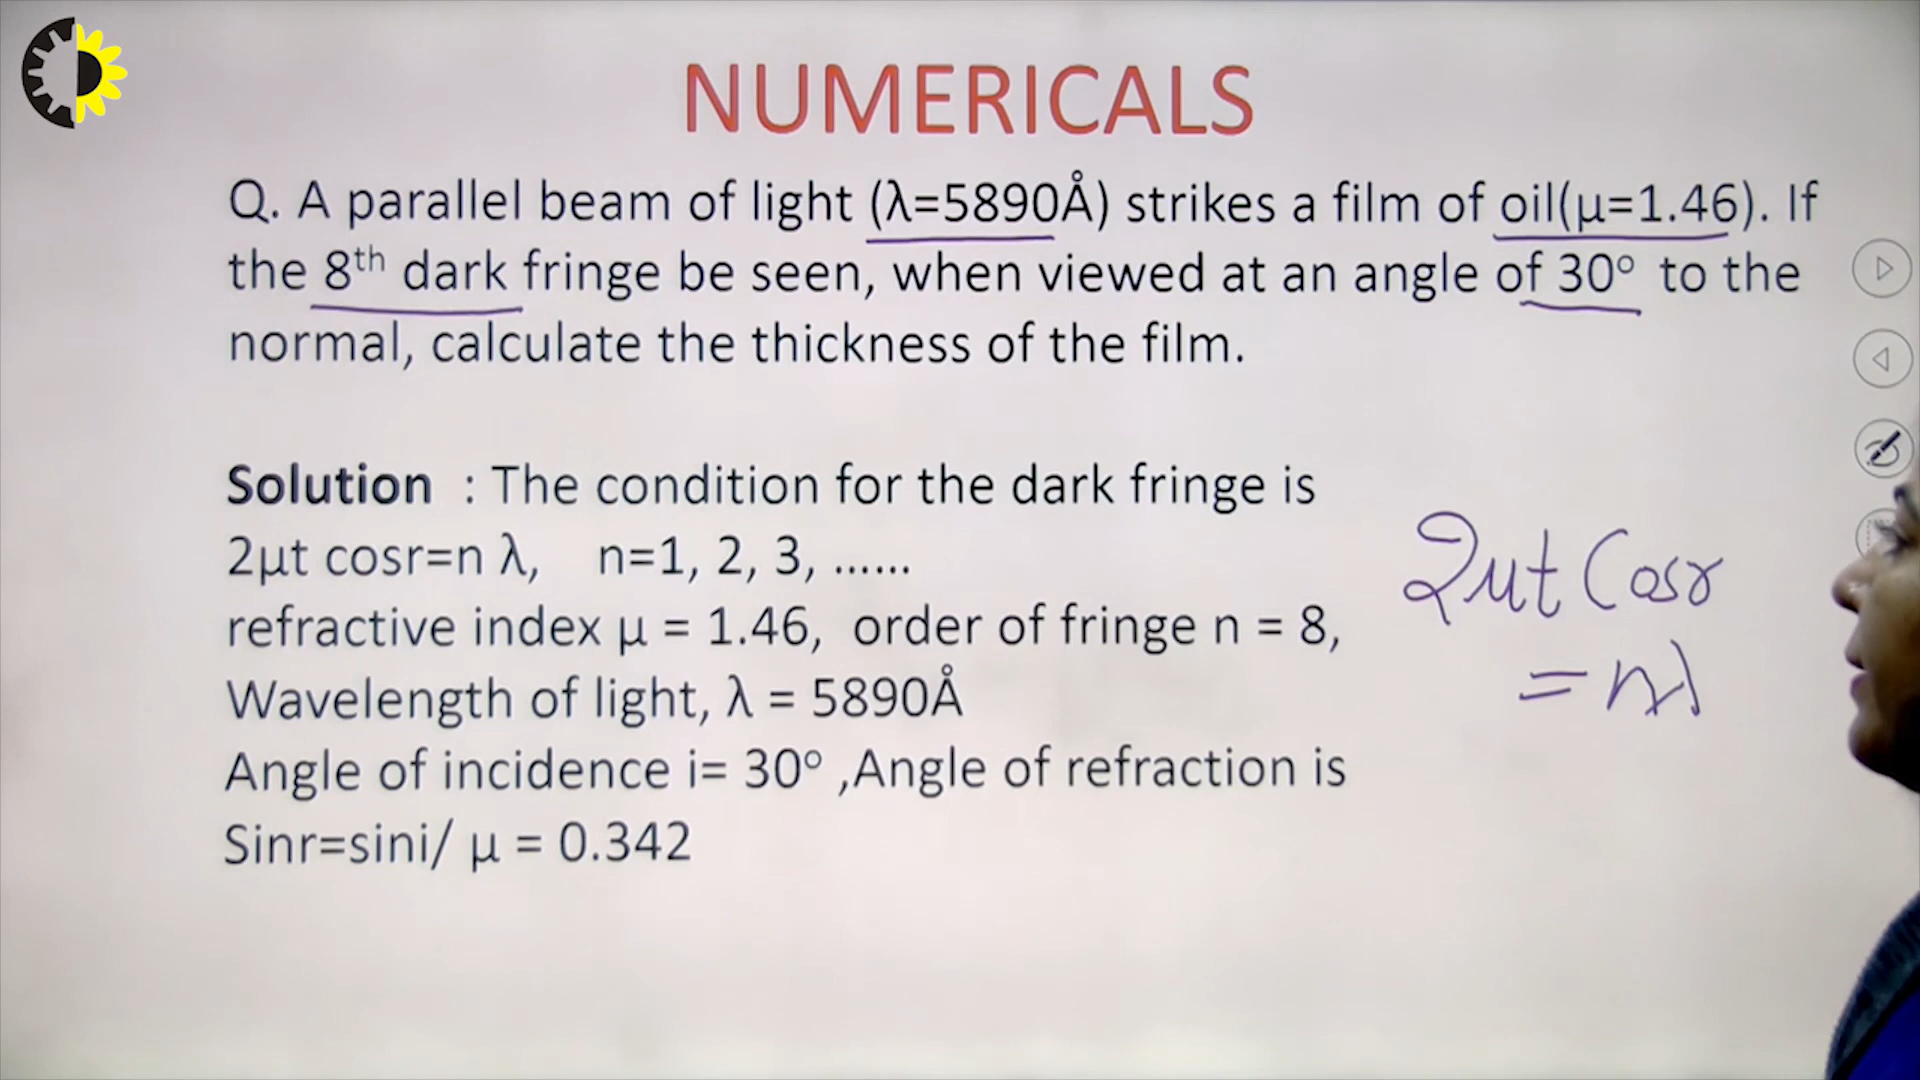 NUMERICALS
Q. A parallel beam of light (λ=5890Å) strikes a film of oil(μ=1.46). If
the 8th dark fringe be seen, when viewed at an angle of 30° to the
normal, calculate the thickness of the film.
Solution : The condition for the dark fringe is
2μt cosr=n λ, n=1, 2, 3, ......
refractive index μ = 1.46, order of fringe n = 8,
Wavelength of light, λ = 5890Å
Angle of incidence i= 30° ,Angle of refraction is
Sinr=sini/ μ = 0.342
2μt Cosr
= nλ